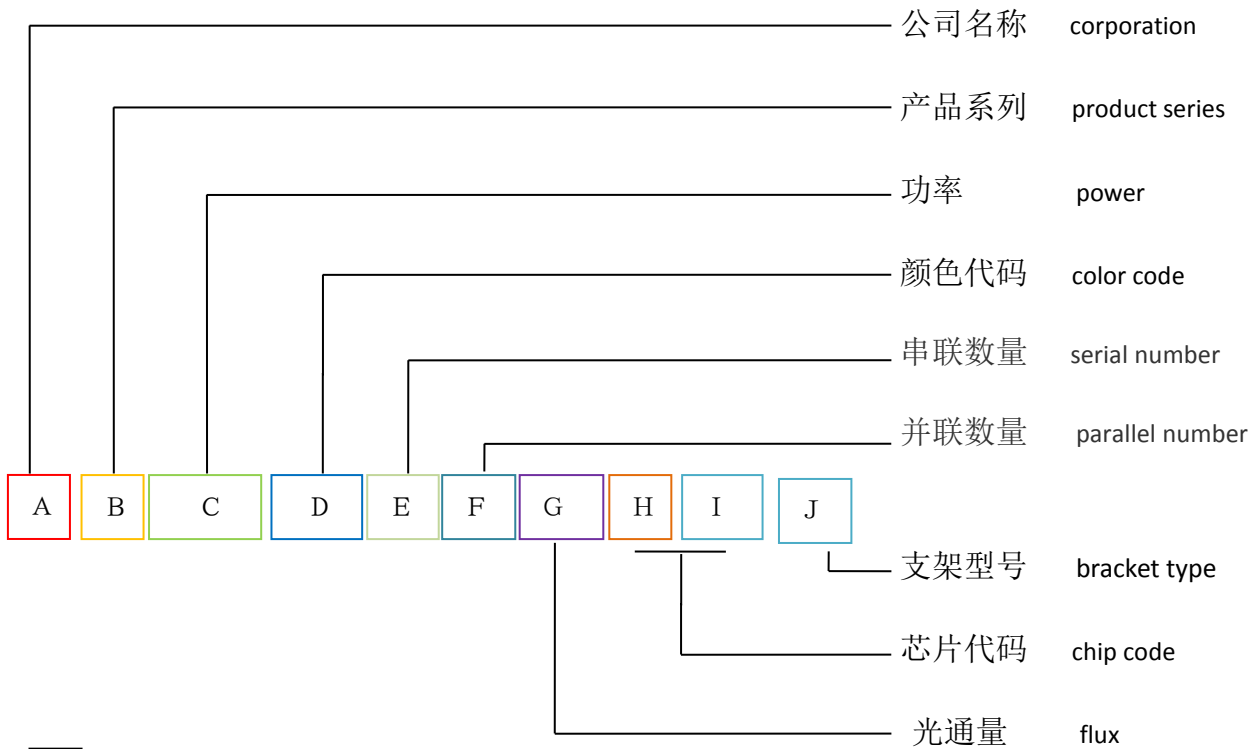 公司名称 corporation
产品系列 product series
功率 power
颜色代码 color code
串联数量 serial number
并联数量 parallel number
A B C D E F G H I J
支架型号 bracket type
芯片代码 chip code
光通量 flux